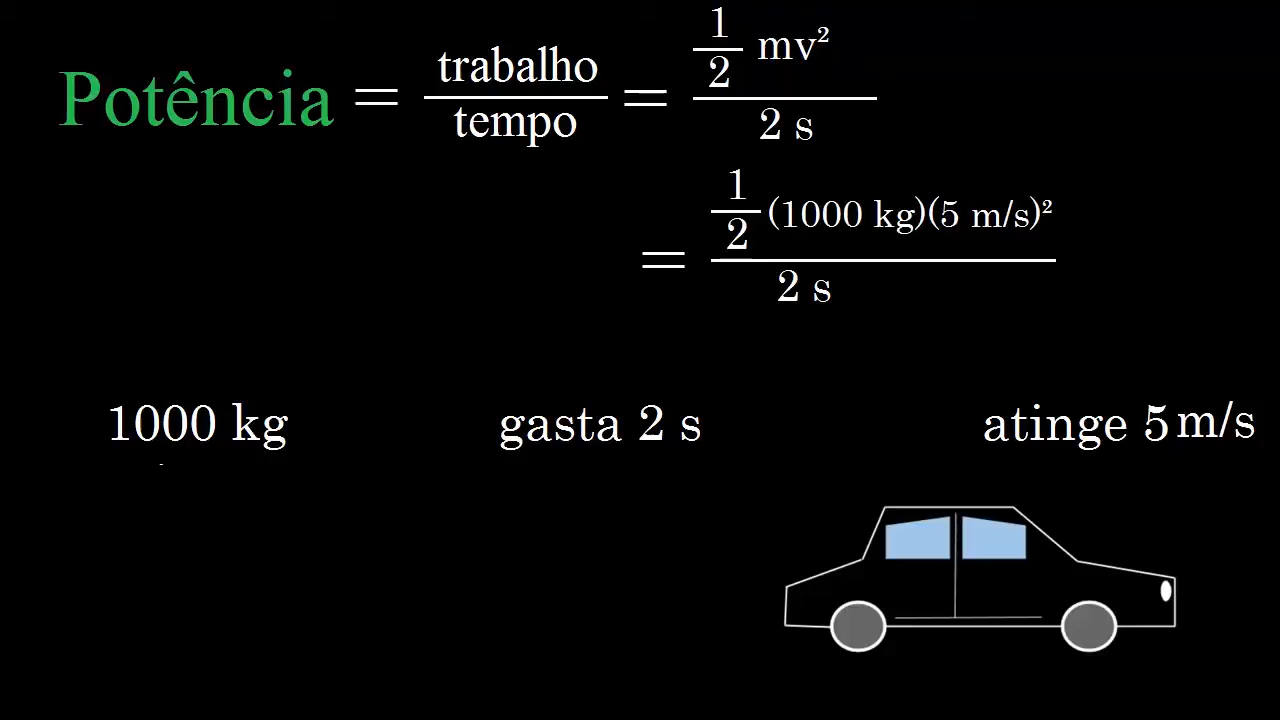 Potência = trabalho / tempo = 1/2 mv² / 2 s
= 1/2 (1000 kg)(5 m/s)² / 2 s
1000 kg gasta 2 s atinge 5 m/s